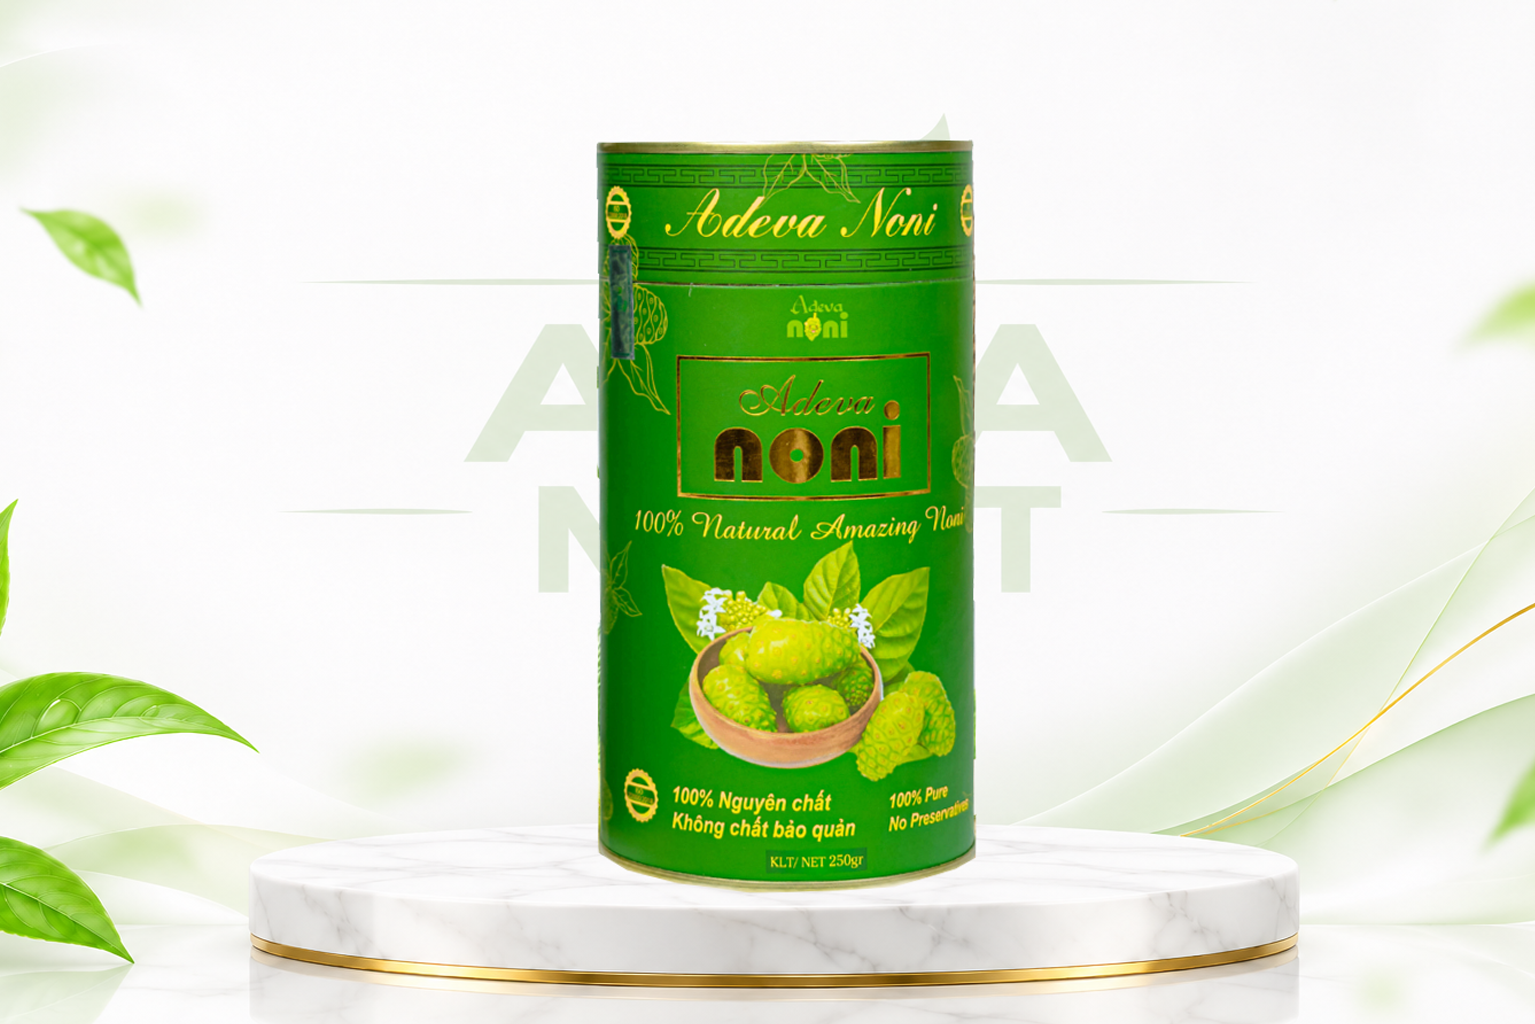 Adeva Noni
Adeva
noni
Adeva
noni
100% Natural Amazing Noni
100% Nguyên chất
Không chất bảo quản
100% Pure
No Preservatives
KLT/ NET 250gr